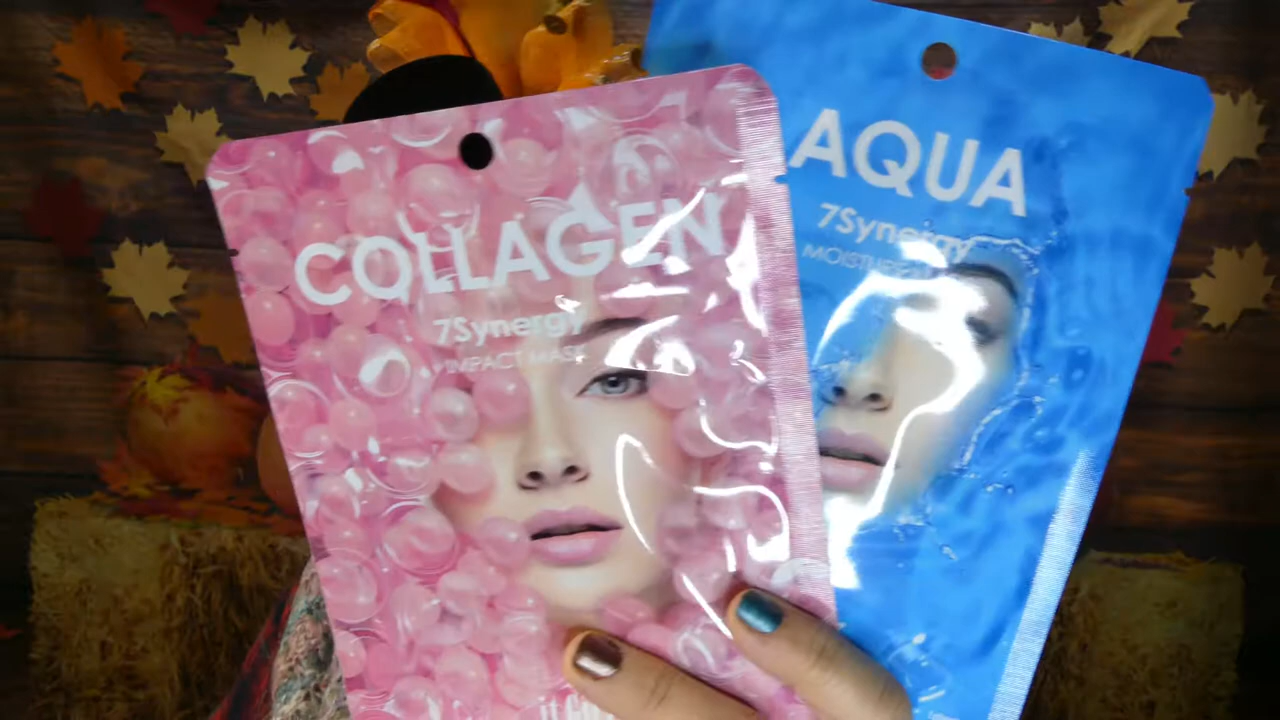 COLLAGEN
7Synergy
IMPACT MASK
AQUA
7Synergy